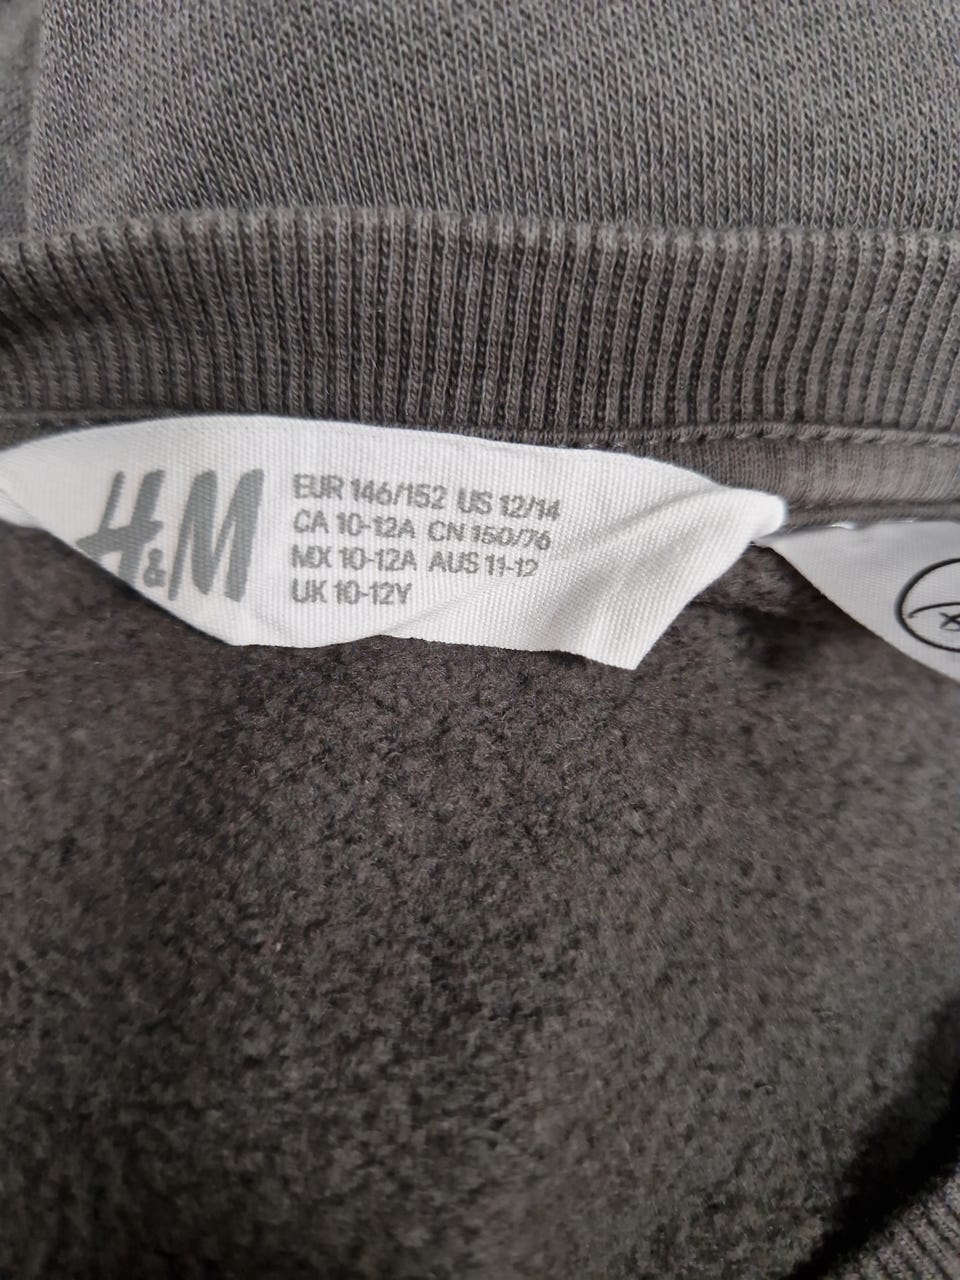 H&M
EUR 146/152 US 12/14
CA 10-12A CN 150/76
MX 10-12A AUS 11-12
UK 10-12Y